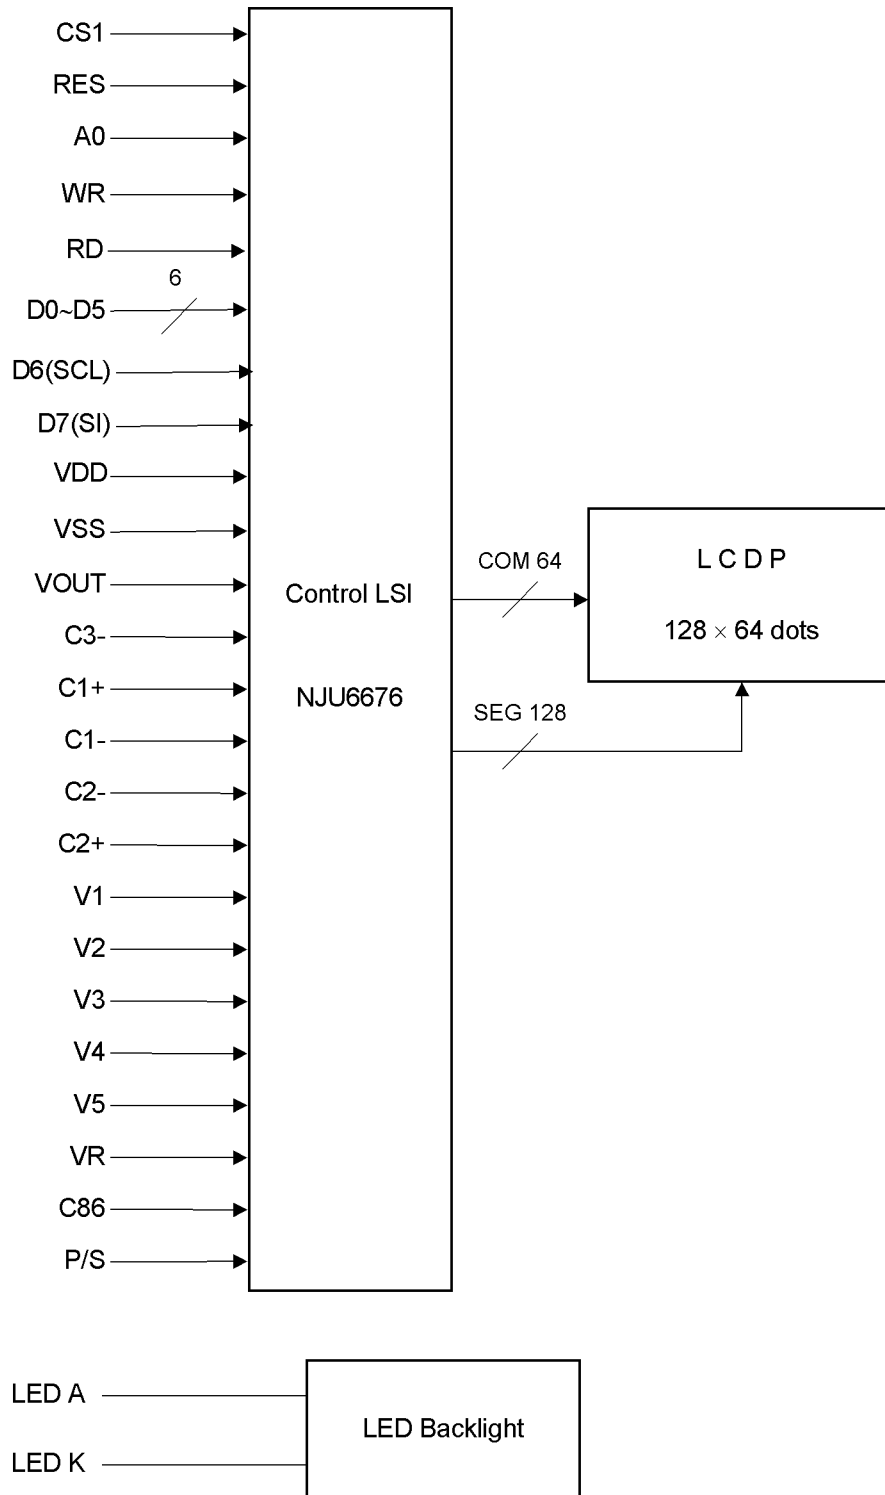 CS1
RES
A0
WR
RD
6
D0~D5
D6(SCL)
D7(SI)
VDD
VSS
VOUT
C3-
C1+
C1-
C2-
C2+
V1
V2
V3
V4
V5
VR
C86
P/S
Control LSI
NJU6676
COM 64
SEG 128
L C D P
128 × 64 dots
LED A
LED K
LED Backlight